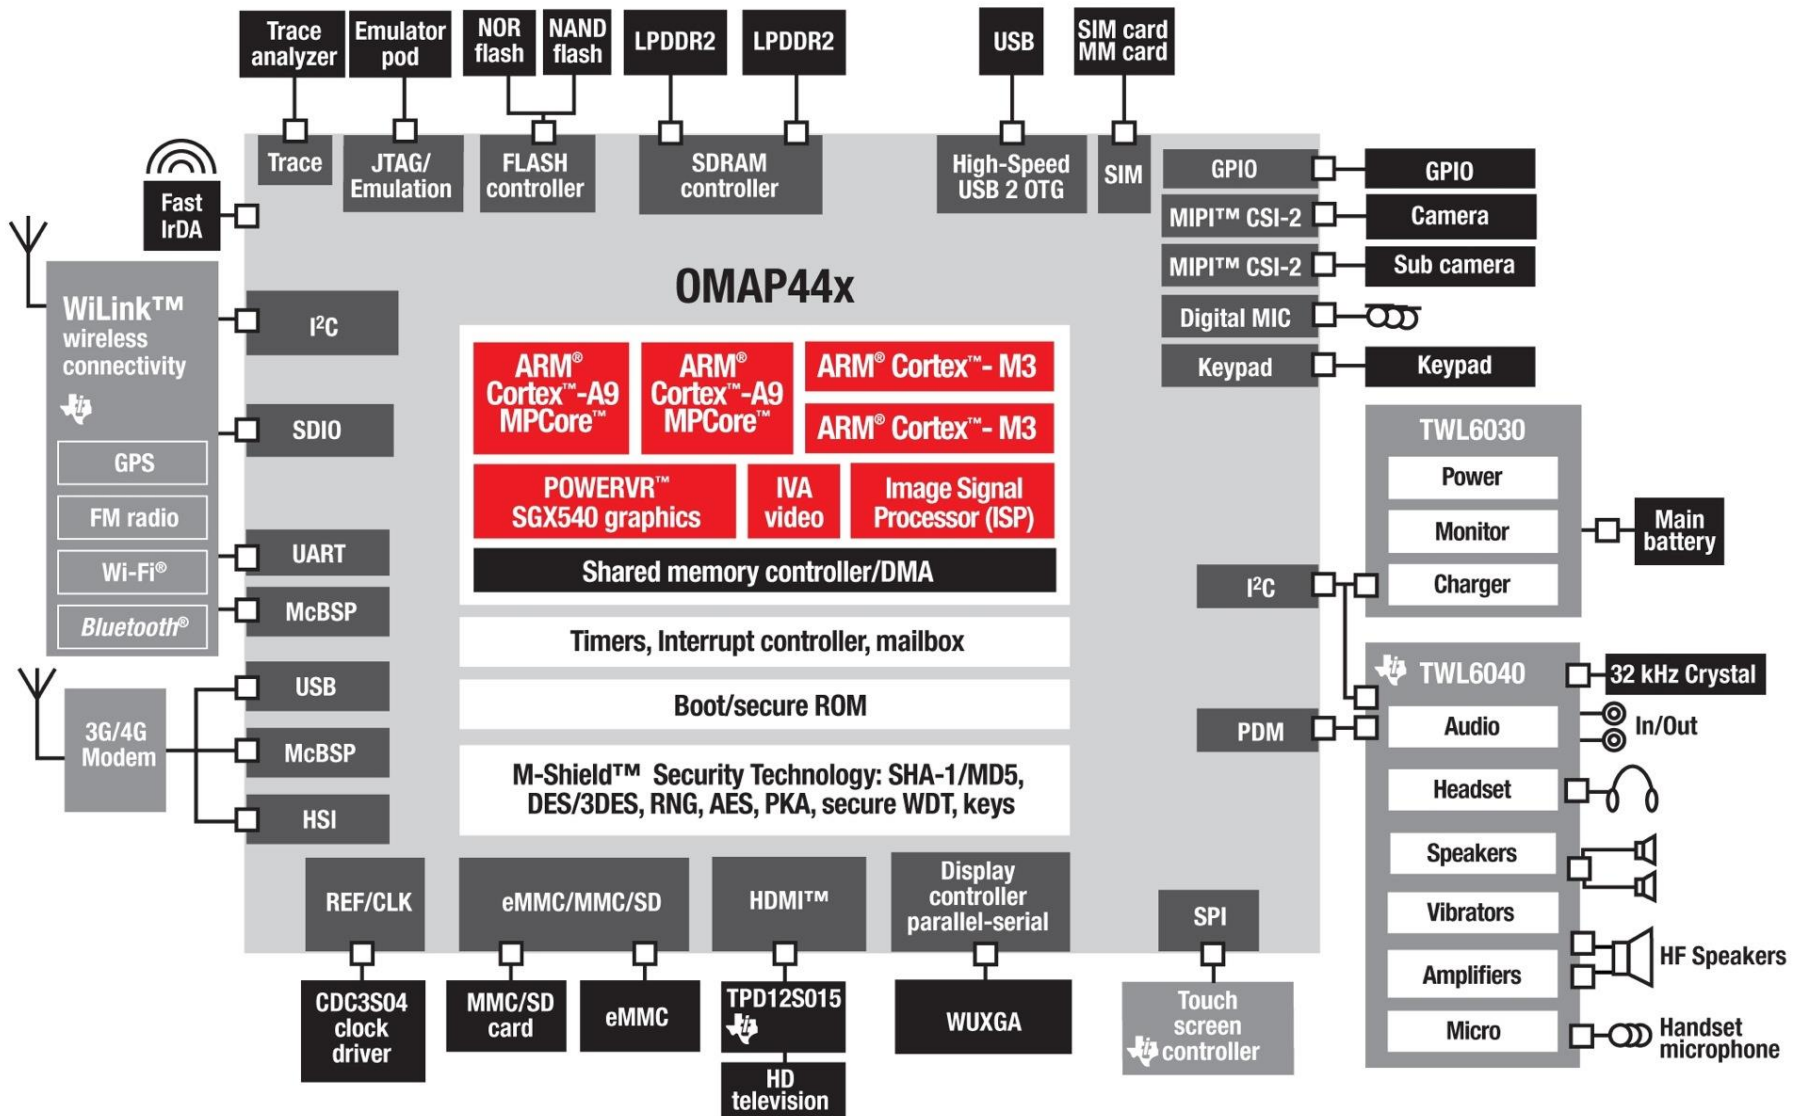 Trace
analyzer
Emulator
pod
NOR
flash
NAND
flash
LPDDR2
LPDDR2
USB
SIM card
MM card
Trace
JTAG/
Emulation
FLASH
controller
SDRAM
controller
High-Speed
USB 2 OTG
SIM
GPIO
GPIO
MIPI™ CSI-2
Camera
MIPI™ CSI-2
Sub camera
Digital MIC
Keypad
Keypad
Fast
IrDA
WiLink™
wireless
connectivity
GPS
FM radio
Wi-Fi®
Bluetooth®
3G/4G
Modem
I²C
SDIO
UART
McBSP
USB
McBSP
HSI
OMAP44x
ARM®
Cortex™-A9
MPCore™
ARM®
Cortex™-A9
MPCore™
ARM® Cortex™- M3
ARM® Cortex™- M3
POWERVR™
SGX540 graphics
IVA
video
Image Signal
Processor (ISP)
Shared memory controller/DMA
Timers, Interrupt controller, mailbox
Boot/secure ROM
M-Shield™ Security Technology: SHA-1/MD5,
DES/3DES, RNG, AES, PKA, secure WDT, keys
I²C
PDM
TWL6030
Power
Monitor
Charger
Main
battery
TWL6040
32 kHz Crystal
Audio
In/Out
Headset
Speakers
Vibrators
Amplifiers
HF Speakers
Micro
Handset
microphone
REF/CLK
eMMC/MMC/SD
HDMI™
Display
controller
parallel-serial
SPI
CDC3S04
clock
driver
MMC/SD
card
eMMC
TPD12S015
HD
television
WUXGA
Touch
screen
controller